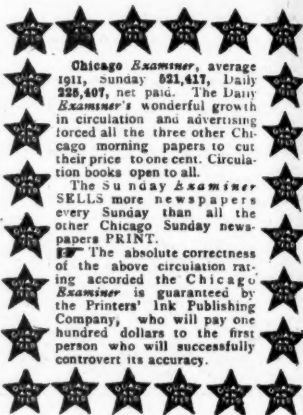 Chicago Examiner, average
1911, Sunday 521,417, Daily
225,407, net paid. The Daily
Examiner's wonderful growth
in circulation and advertising
forced all the three other Chi-
cago morning papers to cut
their price to one cent. Circula-
tion books open to all.
The Sunday Examiner
SELLS more newspapers
every Sunday than all the
other Chicago Sunday news-
papers PRINT.
☛ The absolute correctness
of the above circulation rat-
ing accorded the Chicago
Examiner is guaranteed by
the Printers' Ink Publishing
Company, who will pay one
hundred dollars to the first
person who will successfully
controvert its accuracy.